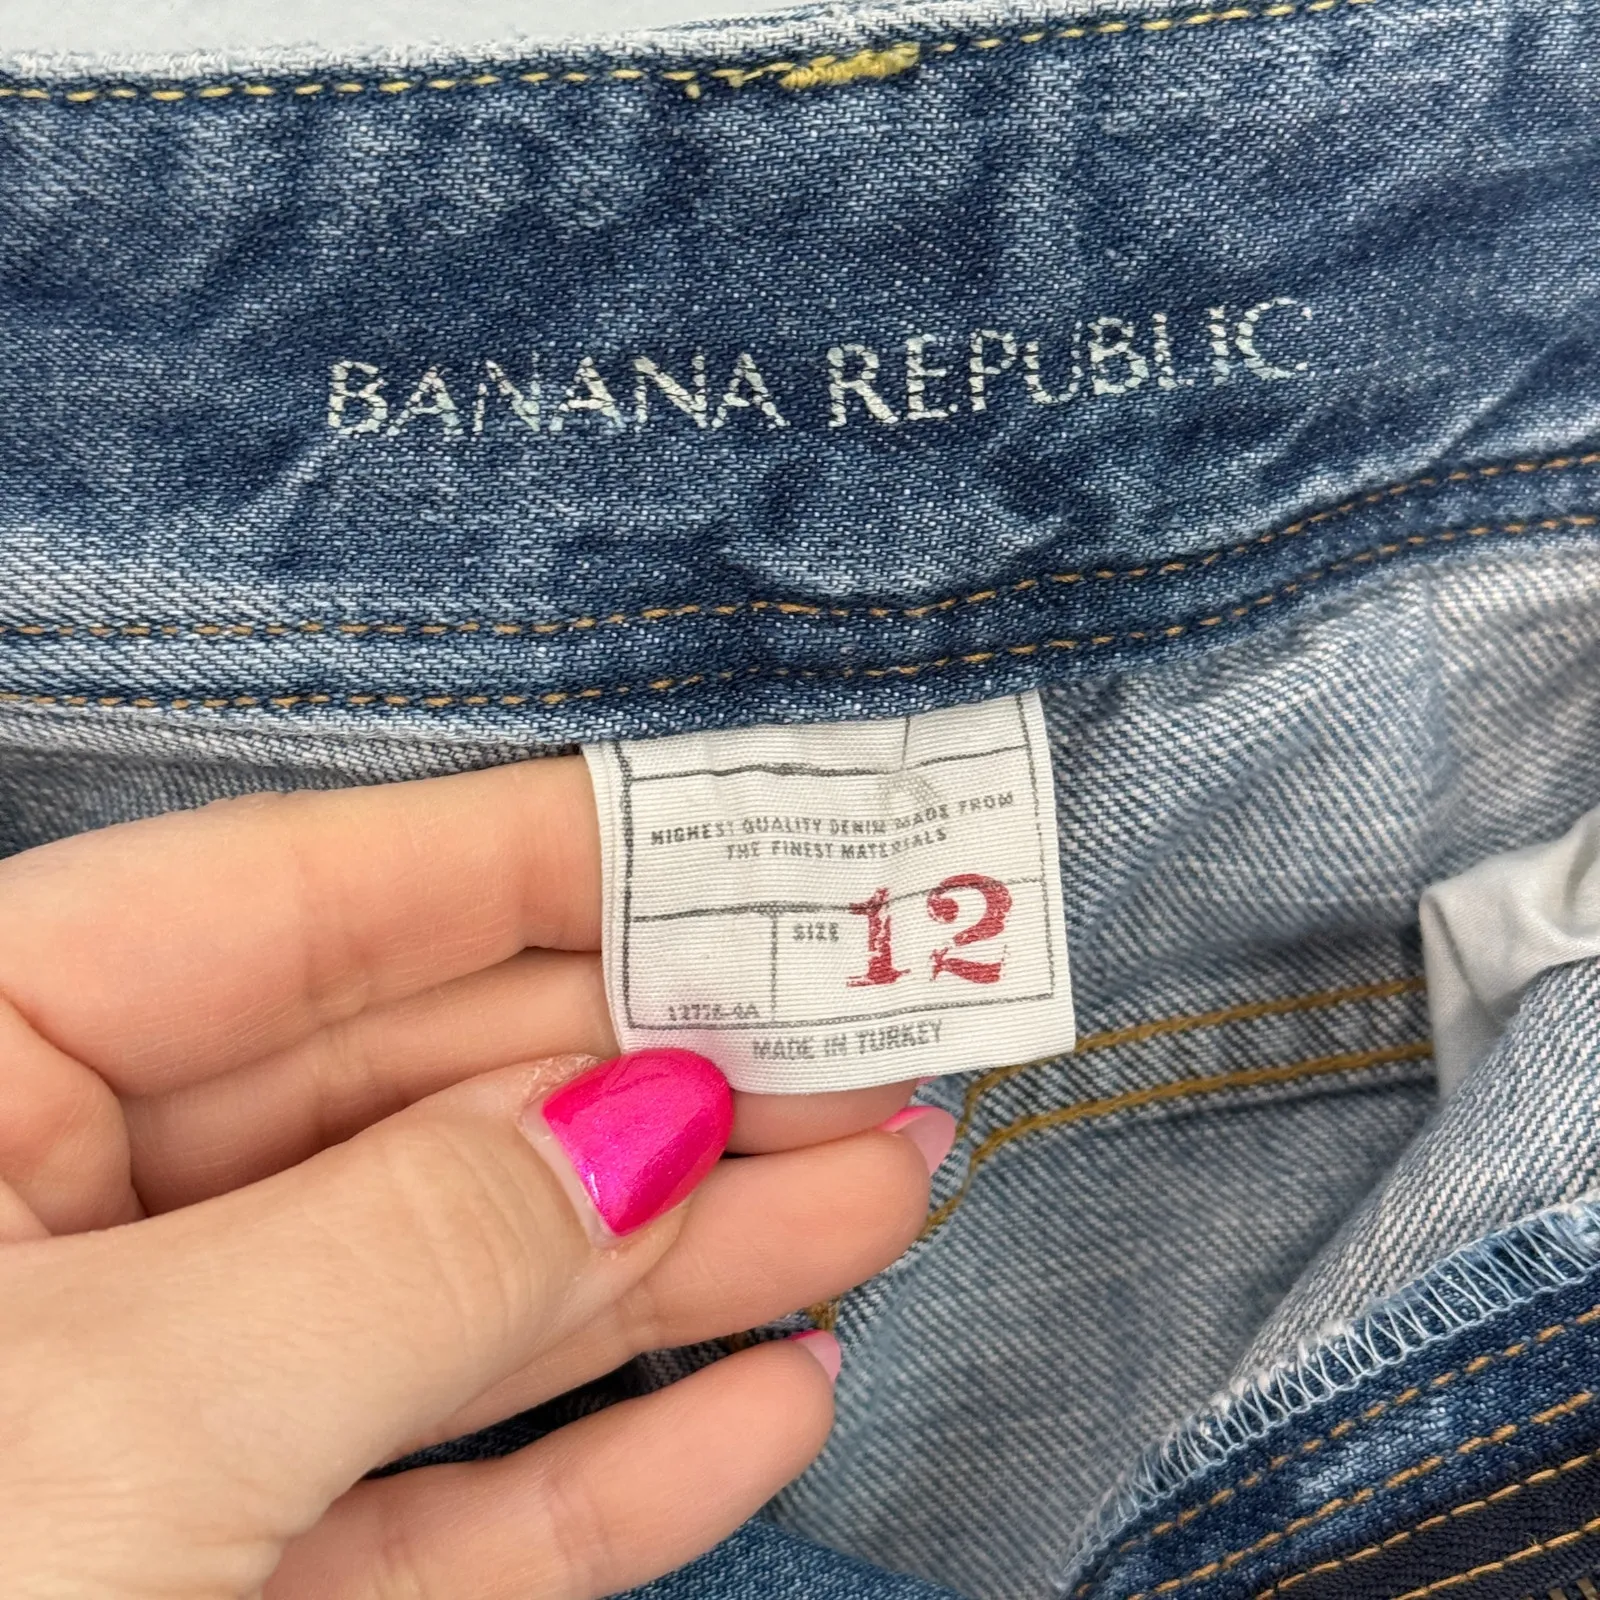 BANANA REPUBLIC
HIGHEST QUALITY DENIM MADE FROM
THE FINEST MATERIALS
SIZE 12
MADE IN TURKEY